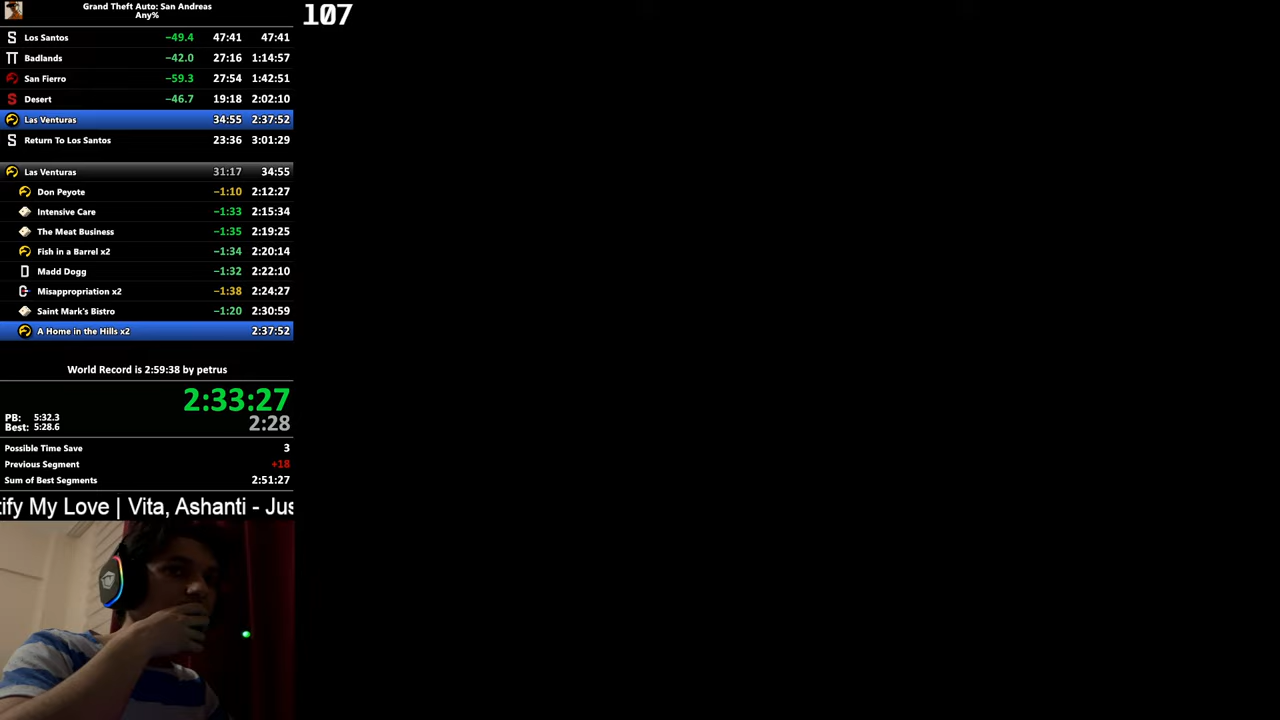 Grand Theft Auto: San Andreas
Any%
107
Los Santos −49.4 47:41 47:41
Badlands −42.0 27:16 1:14:57
San Fierro −59.3 27:54 1:42:51
Desert −46.7 19:18 2:02:10
Las Venturas 34:55 2:37:52
Return To Los Santos 23:36 3:01:29
Las Venturas 31:17 34:55
Don Peyote −1:10 2:12:27
Intensive Care −1:33 2:15:34
The Meat Business −1:35 2:19:25
Fish in a Barrel x2 −1:34 2:20:14
Madd Dogg −1:32 2:22:10
Misappropriation x2 −1:38 2:24:27
Saint Mark's Bistro −1:20 2:30:59
A Home in the Hills x2 2:37:52
World Record is 2:59:38 by petrus
2:33:27
PB: 5:32.3
Best: 5:28.6
2:28
Possible Time Save 3
Previous Segment +18
Sum of Best Segments 2:51:27
tify My Love | Vita, Ashanti - Jus